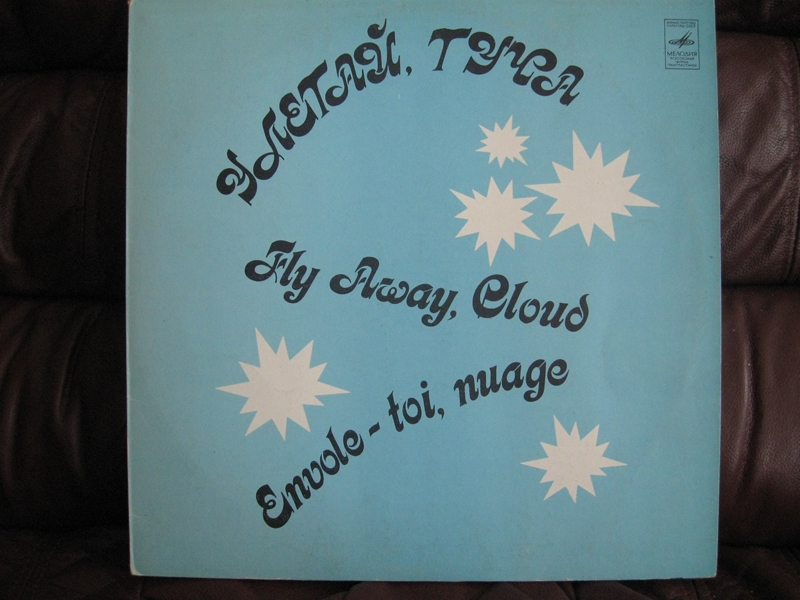 УЛЕТАЙ, ТУЧА
МЕЛОДИЯ
Fly Away, Cloud
Envole-toi, nuage